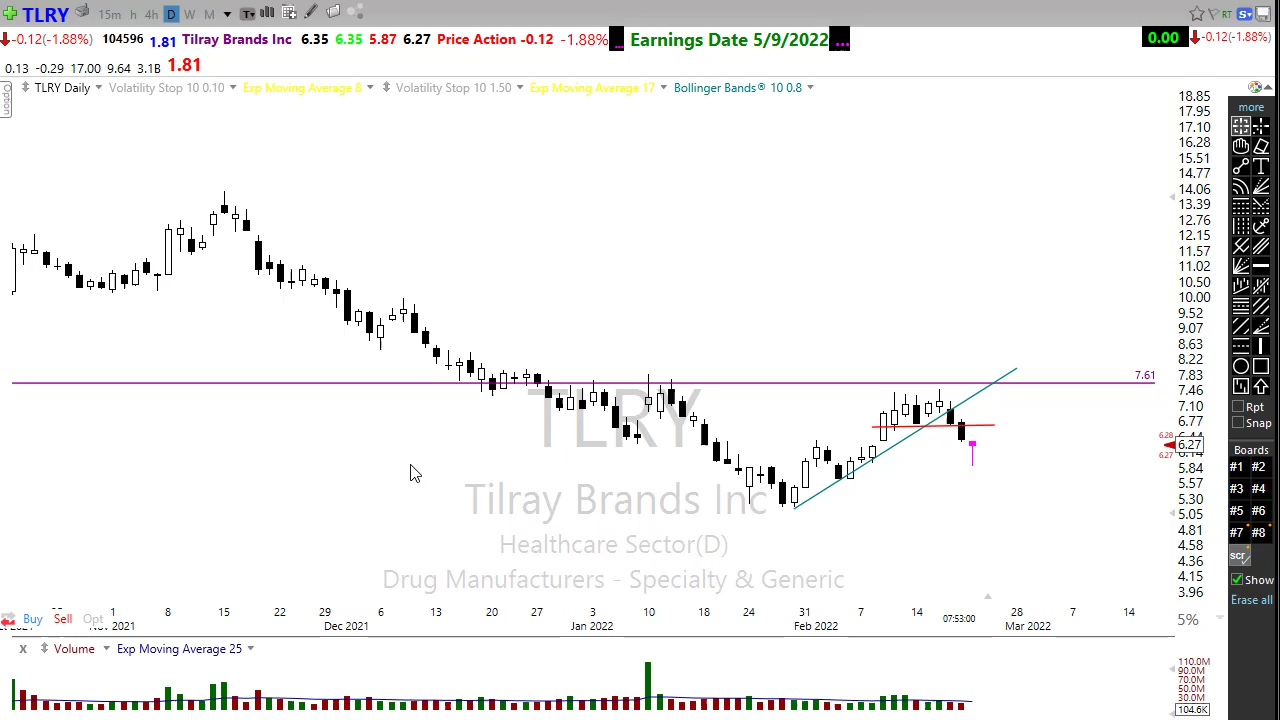 TLRY 15m h 4h D W M T RT S
-0.12(-1.88%) 104596 1.81 Tilray Brands Inc 6.35 6.35 5.87 6.27 Price Action -0.12 -1.88% ... Earnings Date 5/9/2022 ... 0.00 -0.12(-1.88%)
0.13 -0.29 17.00 9.64 3.1B 1.81
Option
TLRY Daily Volatility Stop 10 0.10 Exp Moving Average 8 Volatility Stop 10 1.50 Exp Moving Average 17 Bollinger Bands® 10 0.8
18.85
17.95
more
17.10
16.28
15.51
14.77
14.06
13.39
12.76
12.15
11.57
11.02
10.50
10.00
9.52
9.07
8.63
8.22
7.61
7.83
7.46
7.10
Rpt
6.77
Snap
6.28
6.27
6.27
5.84
5.57
5.30
5.05
4.81
4.58
4.36
4.15
3.96
Boards
#1 #2
#3 #4
#5 #6
#7 #8
scr
Show
Erase all
TLRY
Tilray Brands Inc
Healthcare Sector(D)
Drug Manufacturers - Specialty & Generic
1 8 15 22 29 6 13 20 27 3 10 18 24 31 7 14 28 7 14
Buy Sell Opt
Nov 2021 Dec 2021 Jan 2022 Feb 2022 07:53:00 Mar 2022
5%
X Volume Exp Moving Average 25
110.0M
90.0M
70.0M
50.0M
30.0M
104.6K